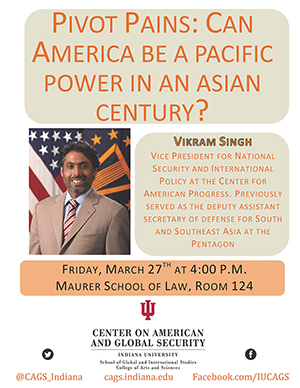 PIVOT PAINS: CAN
AMERICA BE A PACIFIC
POWER IN AN ASIAN
CENTURY?
VIKRAM SINGH
VICE PRESIDENT FOR NATIONAL
SECURITY AND INTERNATIONAL
POLICY AT THE CENTER FOR
AMERICAN PROGRESS. PREVIOUSLY
SERVED AS THE DEPUTY ASSISTANT
SECRETARY OF DEFENSE FOR SOUTH
AND SOUTHEAST ASIA AT THE
PENTAGON
FRIDAY, MARCH 27TH AT 4:00 P.M.
MAURER SCHOOL OF LAW, ROOM 124
CENTER ON AMERICAN
AND GLOBAL SECURITY
INDIANA UNIVERSITY
School of Global and International Studies
College of Arts and Sciences
@CAGS_Indiana cags.indiana.edu Facebook.com/IUCAGS